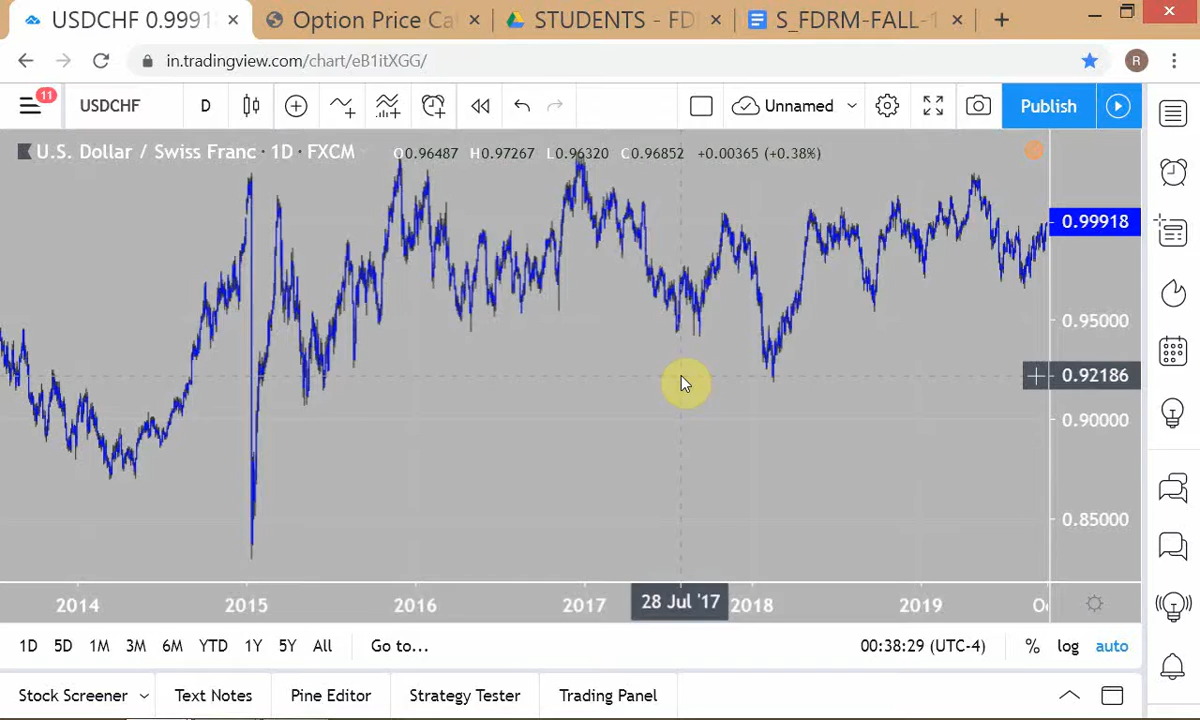 USDCHF 0.9991
Option Price Ca
STUDENTS - FD
S_FDRM-FALL-1
in.tradingview.com/chart/eB1itXGG/
R
11
USDCHF
D
Unnamed
Publish
U.S. Dollar / Swiss Franc · 1D · FXCM
O0.96487 H0.97267 L0.96320 C0.96852 +0.00365 (+0.38%)
0.99918
0.95000
0.92186
0.90000
0.85000
2014
2015
2016
2017
28 Jul '17
2018
2019
1D
5D
1M
3M
6M
YTD
1Y
5Y
All
Go to...
00:38:29 (UTC-4)
%
log
auto
Stock Screener
Text Notes
Pine Editor
Strategy Tester
Trading Panel